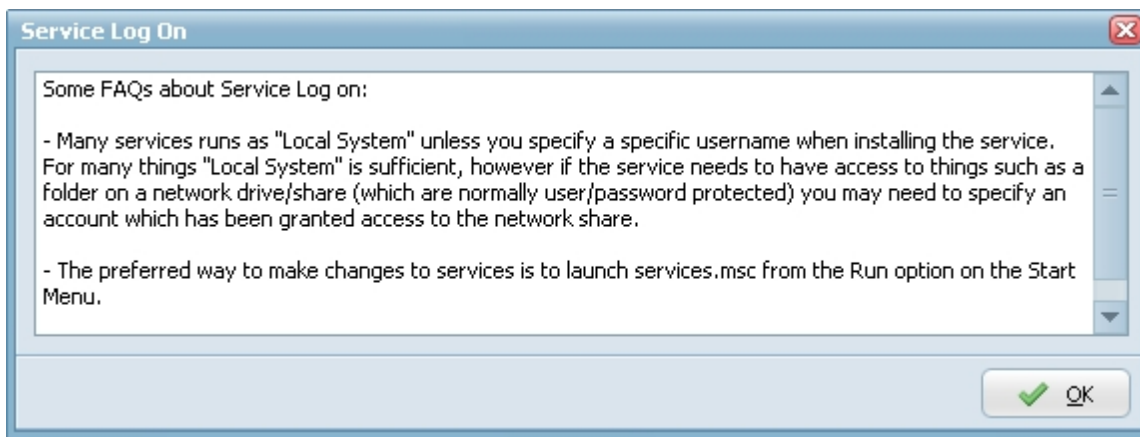 Service Log On
Some FAQs about Service Log on:
- Many services runs as "Local System" unless you specify a specific username when installing the service.
For many things "Local System" is sufficient, however if the service needs to have access to things such as a
folder on a network drive/share (which are normally user/password protected) you may need to specify an
account which has been granted access to the network share.
- The preferred way to make changes to services is to launch services.msc from the Run option on the Start
Menu.
OK